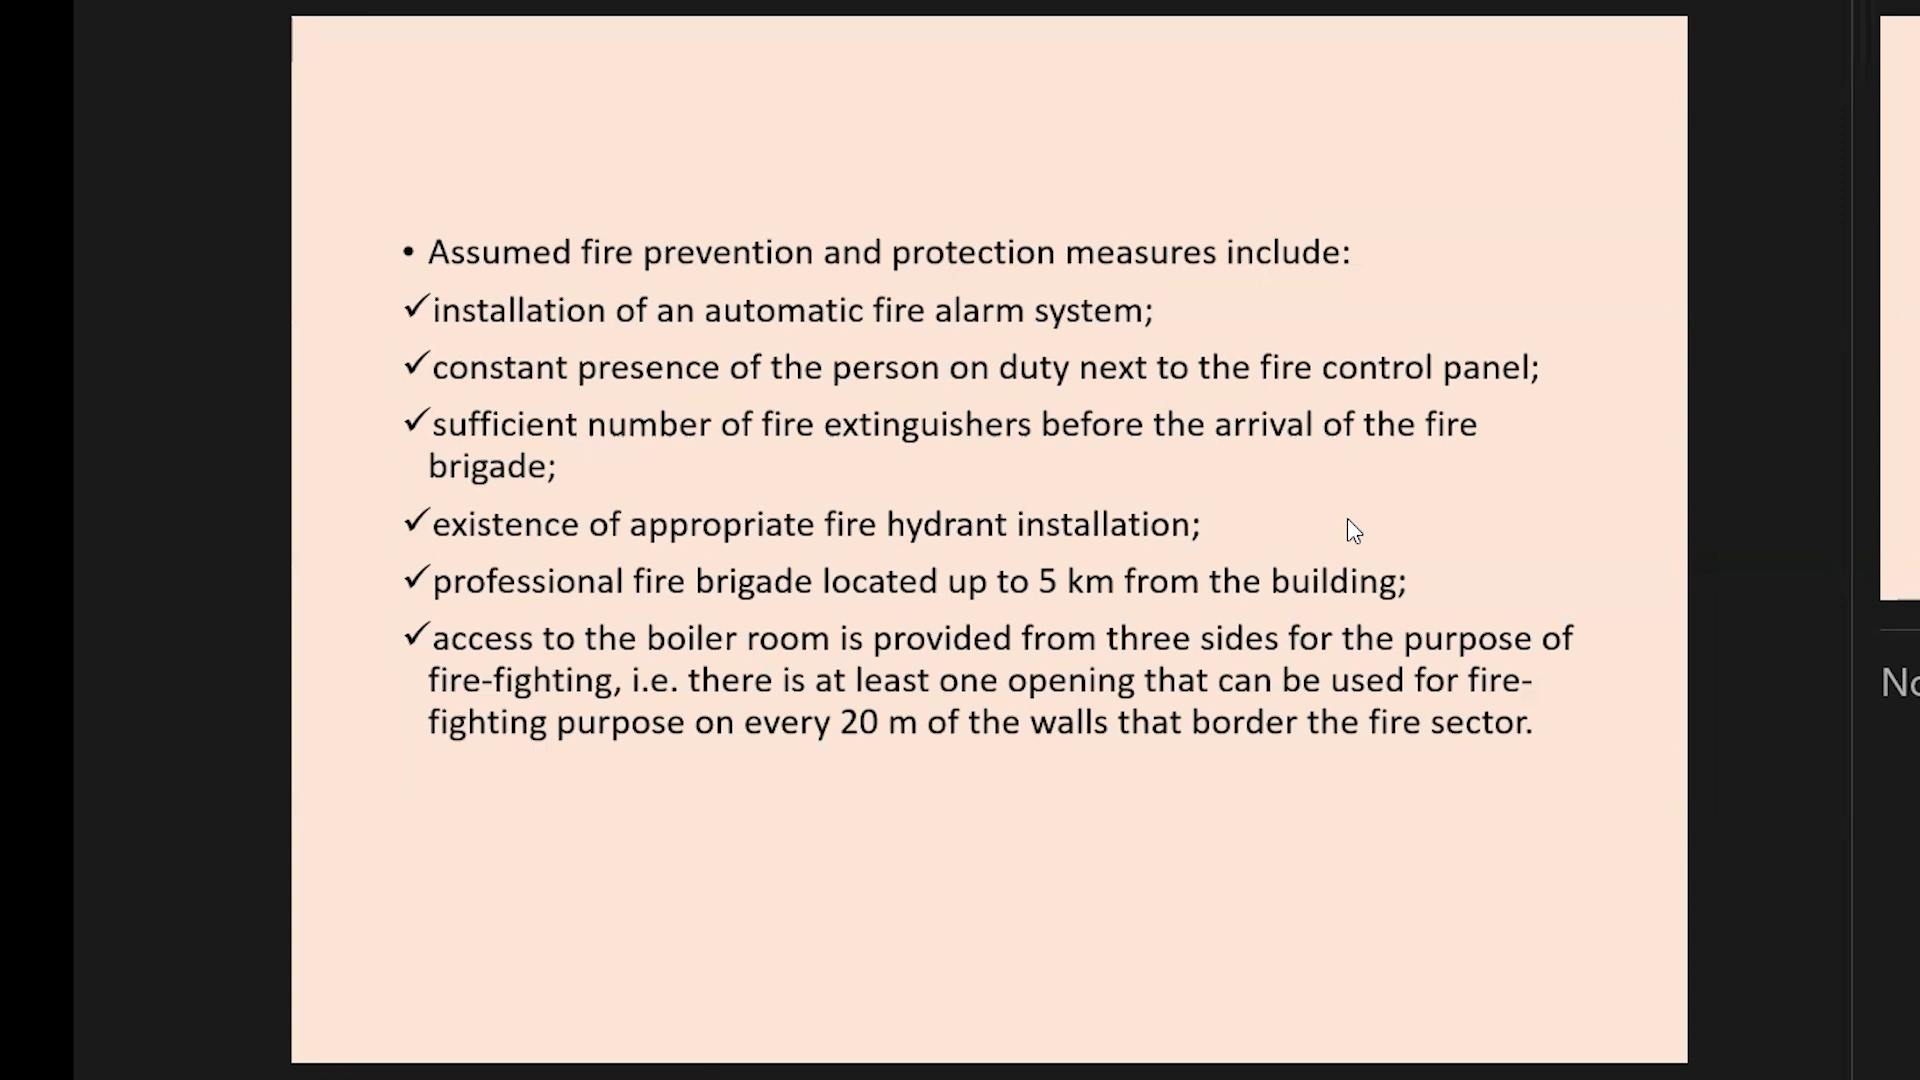 • Assumed fire prevention and protection measures include:
✓installation of an automatic fire alarm system;
✓constant presence of the person on duty next to the fire control panel;
✓sufficient number of fire extinguishers before the arrival of the fire
brigade;
✓existence of appropriate fire hydrant installation;
✓professional fire brigade located up to 5 km from the building;
✓access to the boiler room is provided from three sides for the purpose of
fire-fighting, i.e. there is at least one opening that can be used for fire-
fighting purpose on every 20 m of the walls that border the fire sector.